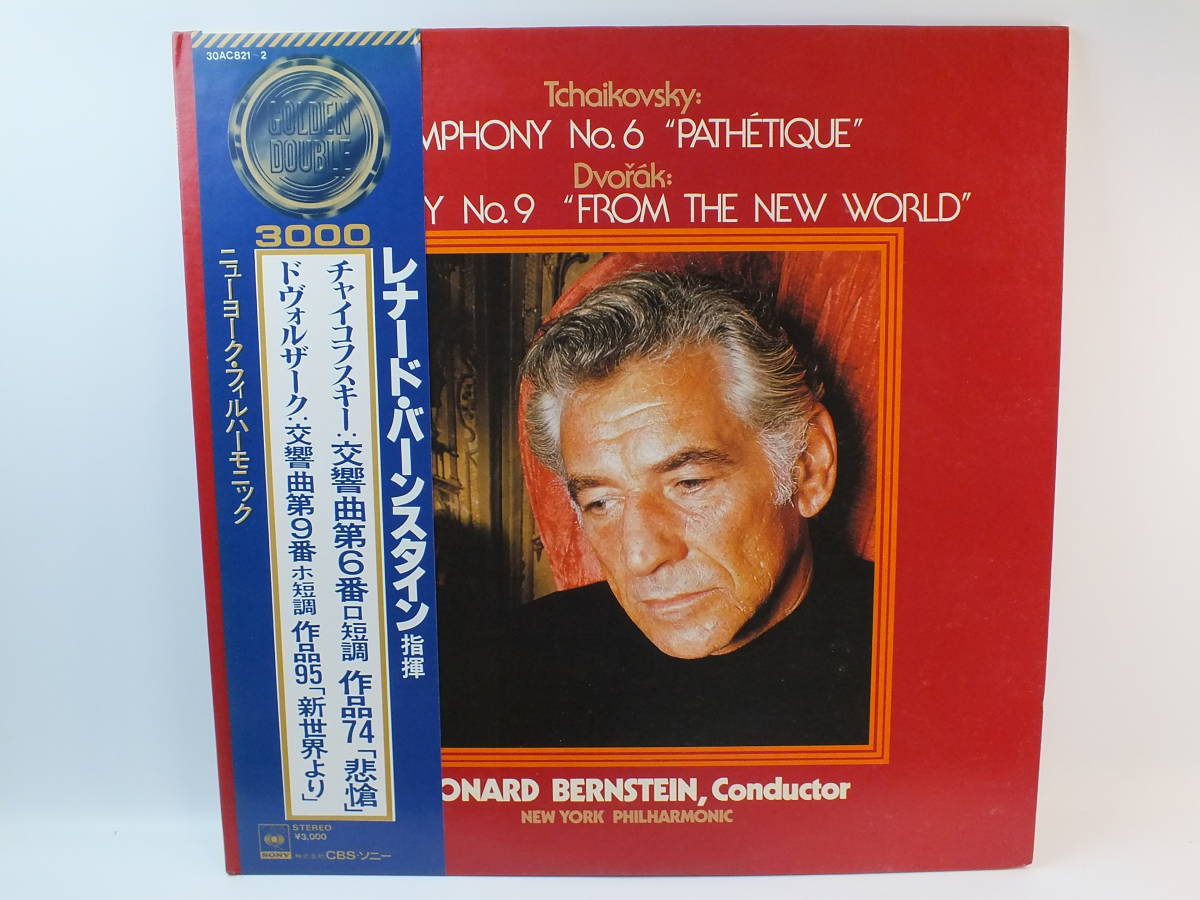 30AC821~2
GOLDEN
DOUBLE
3000
レナード・バーンスタイン 指揮
チャイコフスキー:交響曲第6番ロ短調 作品74「悲愴」
ドヴォルザーク:交響曲第9番ホ短調 作品95「新世界より」
ニューヨーク・フィルハーモニック
STEREO
¥3,000
SONY
株式会社 CBS・ソニー
Tchaikovsky:
MPHONY No. 6 “PATHÉTIQUE”
Dvořák:
Y No. 9 “FROM THE NEW WORLD”
ONARD BERNSTEIN, Conductor
NEW YORK PHILHARMONIC